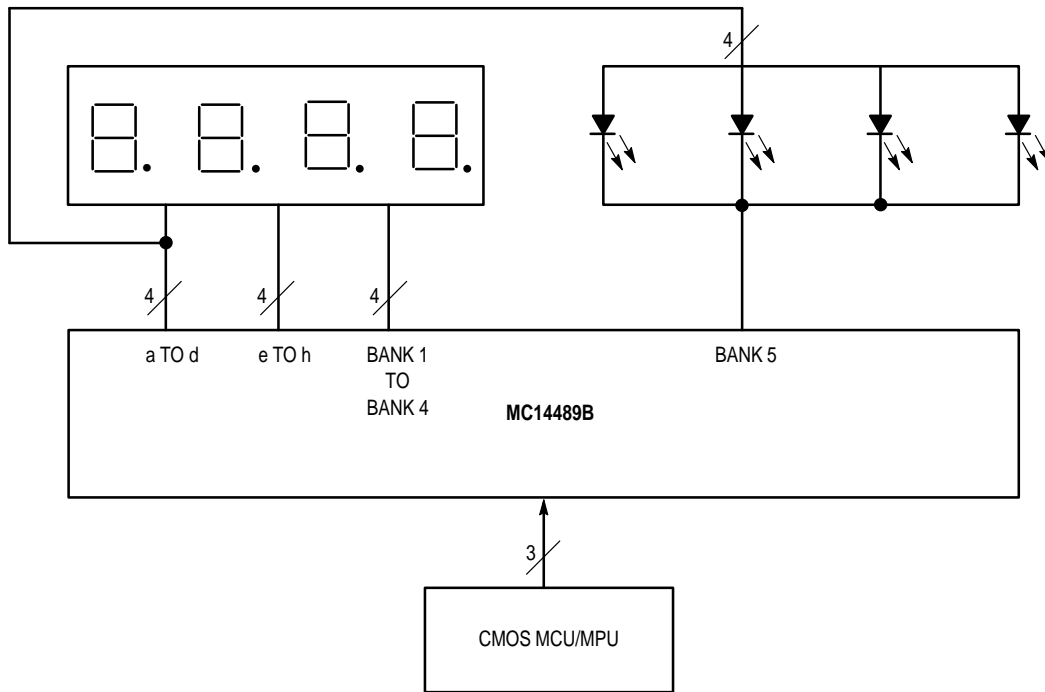 4
4
4
4
a TO d
e TO h
BANK 1
TO
BANK 4
BANK 5
MC14489B
3
CMOS MCU/MPU